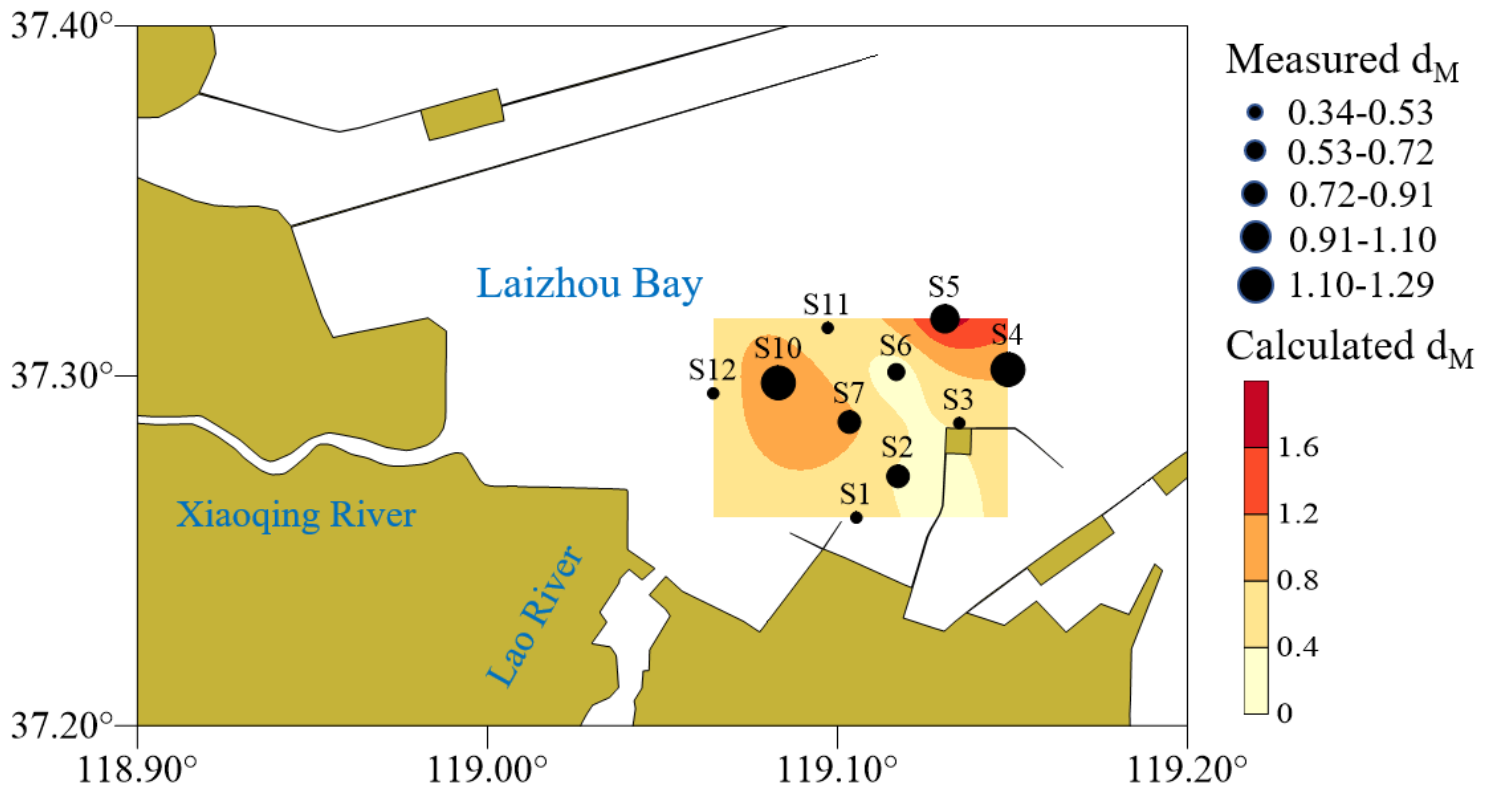 37.40°
37.30°
37.20°
118.90°
119.00°
119.10°
119.20°
Laizhou Bay
Xiaoqing River
Lao River
S5
S11
S4
S6
S10
S12
S7
S3
S2
S1
Measured dM
0.34-0.53
0.53-0.72
0.72-0.91
0.91-1.10
1.10-1.29
Calculated dM
1.6
1.2
0.8
0.4
0